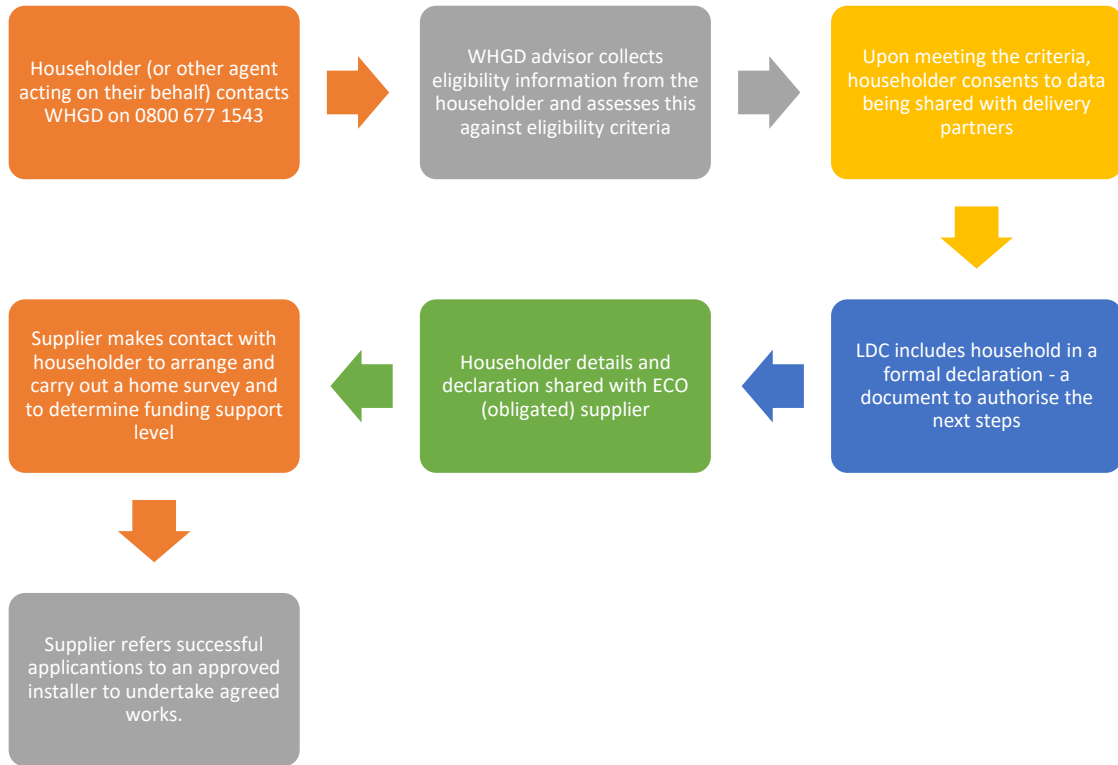 Householder (or other agent
acting on their behalf) contacts
WHGD on 0800 677 1543
WHGD advisor collects
eligibility information from the
householder and assesses this
against eligibility criteria
Upon meeting the criteria,
householder consents to data
being shared with delivery
partners
LDC includes household in a
formal declaration - a
document to authorise the
next steps
Householder details and
declaration shared with ECO
(obligated) supplier
Supplier makes contact with
householder to arrange and
carry out a home survey and
to determine funding support
level
Supplier refers successful
applicantions to an approved
installer to undertake agreed
works.